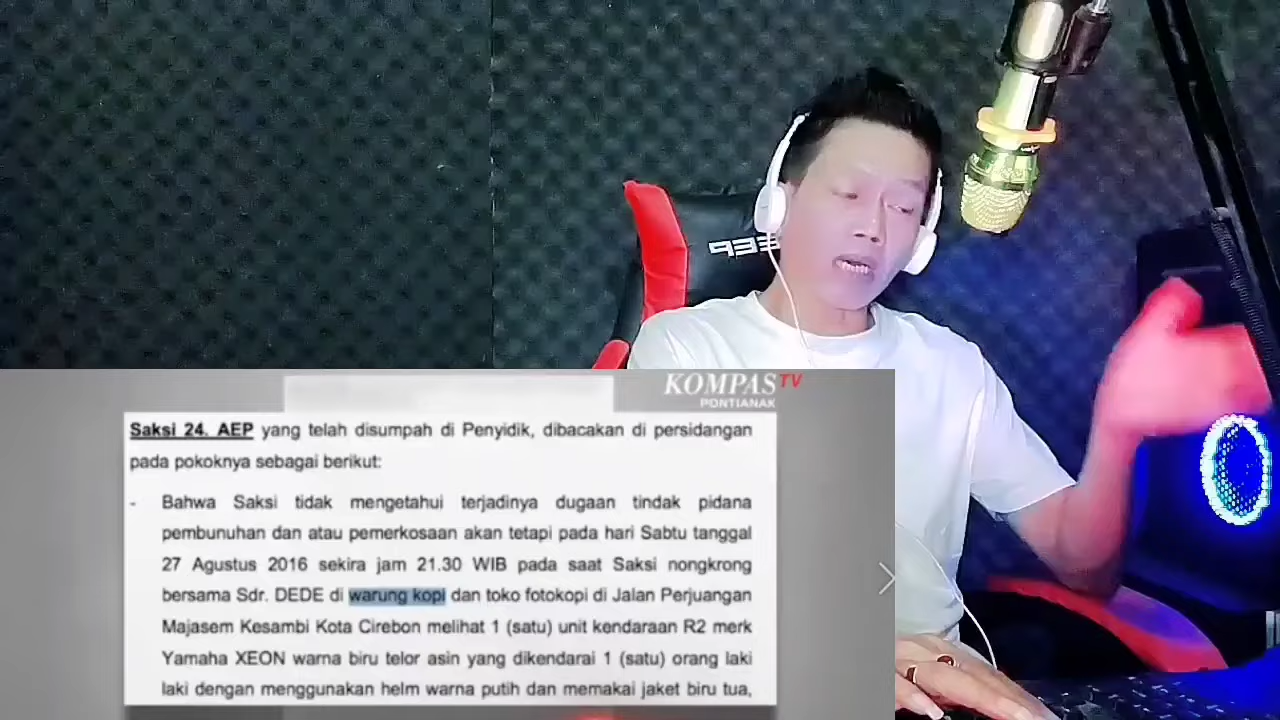 KOMPAS TV
PONTIANAK
Saksi 24. AEP yang telah disumpah di Penyidik, dibacakan di persidangan
pada pokoknya sebagai berikut:
- Bahwa Saksi tidak mengetahui terjadinya dugaan tindak pidana
pembunuhan dan atau pemerkosaan akan tetapi pada hari Sabtu tanggal
27 Agustus 2016 sekira jam 21.30 WIB pada saat Saksi nongkrong
bersama Sdr. DEDE di warung kopi dan toko fotokopi di Jalan Perjuangan
Majasem Kesambi Kota Cirebon melihat 1 (satu) unit kendaraan R2 merk
Yamaha XEON warna biru telor asin yang dikendarai 1 (satu) orang laki
laki dengan menggunakan helm warna putih dan memakai jaket biru tua,